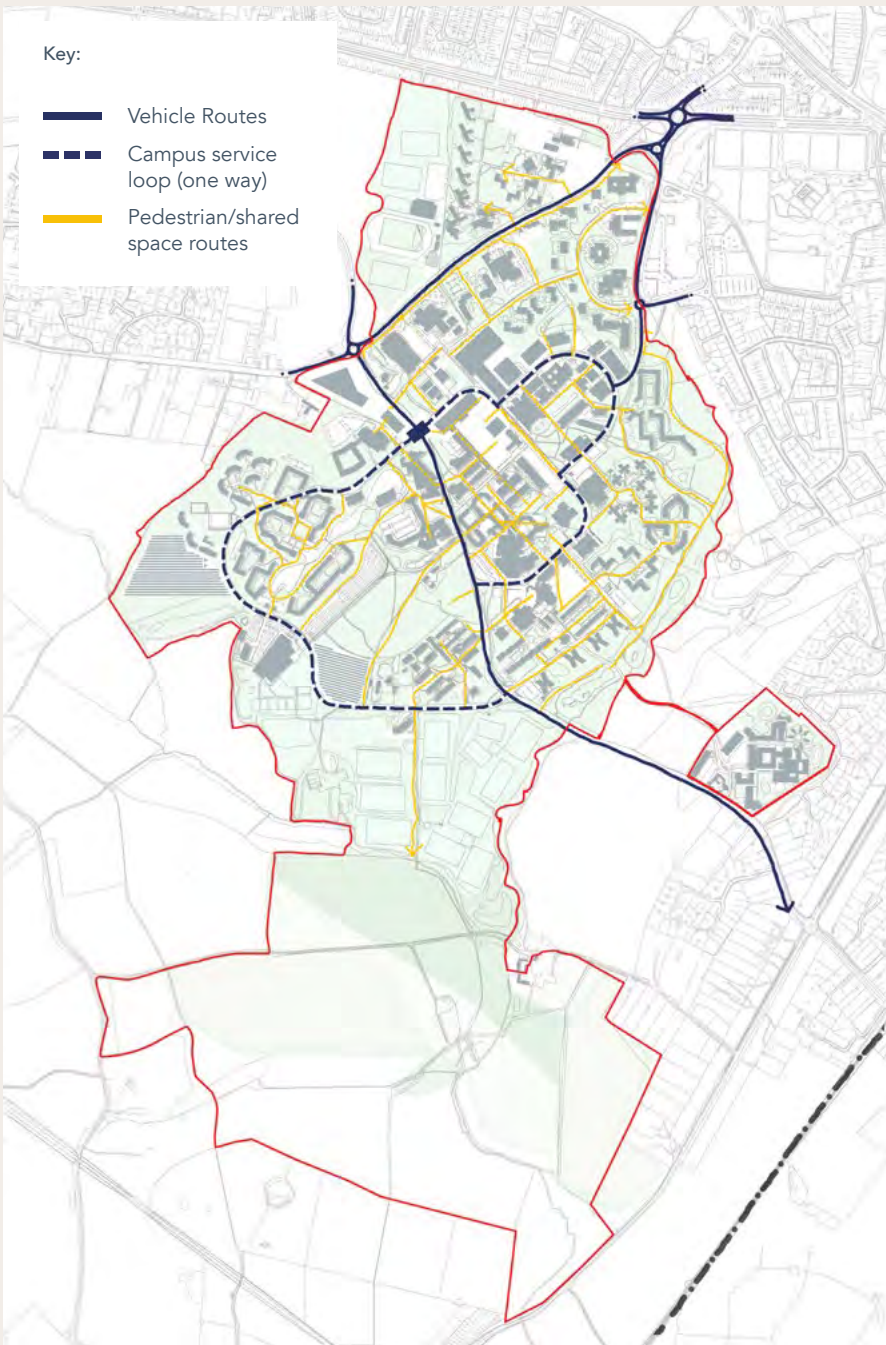 Key:
Vehicle Routes
Campus service
loop (one way)
Pedestrian/shared
space routes